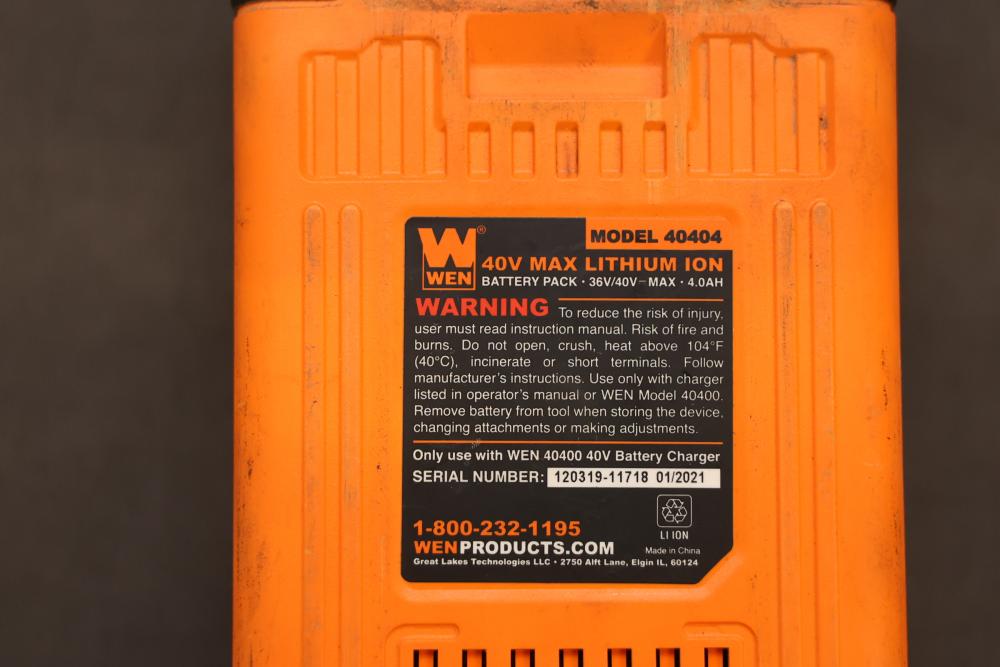 W®
WEN
MODEL 40404
40V MAX LITHIUM ION
BATTERY PACK · 36V/40V⎓MAX · 4.0AH
WARNING To reduce the risk of injury,
user must read instruction manual. Risk of fire and
burns. Do not open, crush, heat above 104°F
(40°C), incinerate or short terminals. Follow
manufacturer's instructions. Use only with charger
listed in operator's manual or WEN Model 40400.
Remove battery from tool when storing the device,
changing attachments or making adjustments.
Only use with WEN 40400 40V Battery Charger
SERIAL NUMBER: 120319-11718 01/2021
1-800-232-1195
WENPRODUCTS.COM
Great Lakes Technologies LLC • 2750 Alft Lane, Elgin IL, 60124
LI ION
Made in China